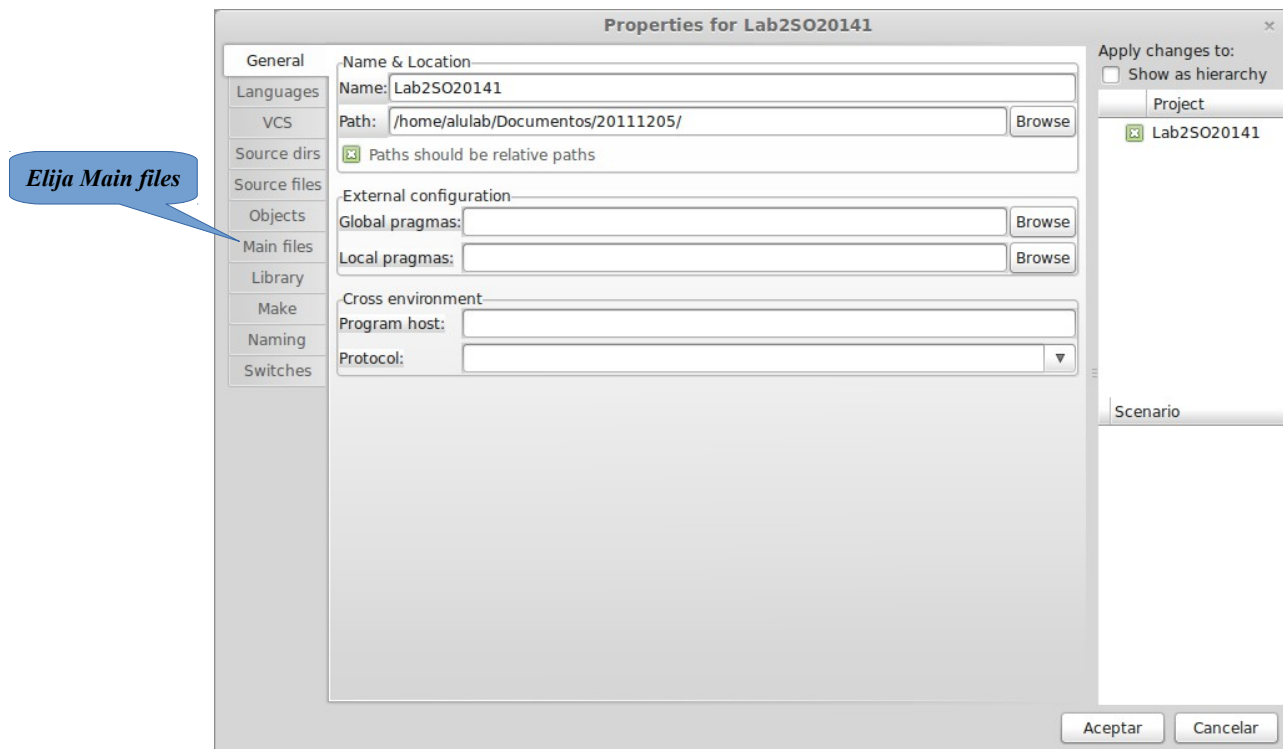 Properties for Lab2SO20141
Elija Main files
General
Languages
VCS
Source dirs
Source files
Objects
Main files
Library
Make
Naming
Switches
Name & Location
Name: Lab2SO20141
Path: /home/alulab/Documentos/20111205/ Browse
Paths should be relative paths
External configuration
Global pragmas: Browse
Local pragmas: Browse
Cross environment
Program host:
Protocol:
Apply changes to:
Show as hierarchy
Project
Lab2SO20141
Scenario
Aceptar Cancelar